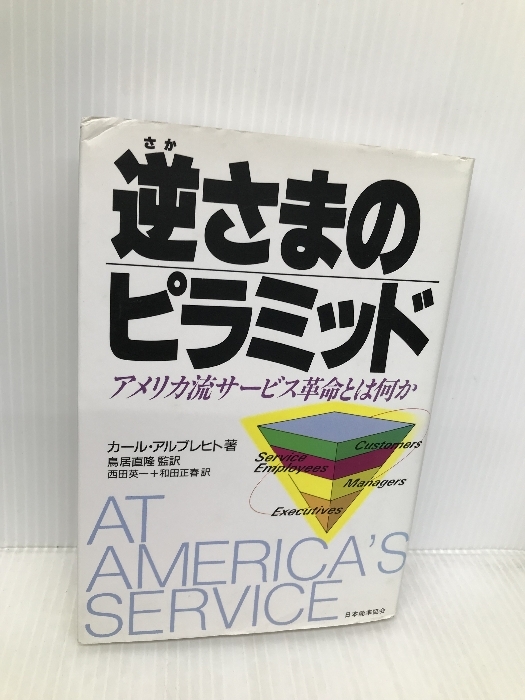 さか
逆さまの
ピラミッド
アメリカ流サービス革命とは何か
カール・アルブレヒト著
鳥居直隆 監訳
西田英一＋和田正春 訳
Customers
Service
Employees
Managers
Executives
AT
AMERICA'S
SERVICE
日本能率協会